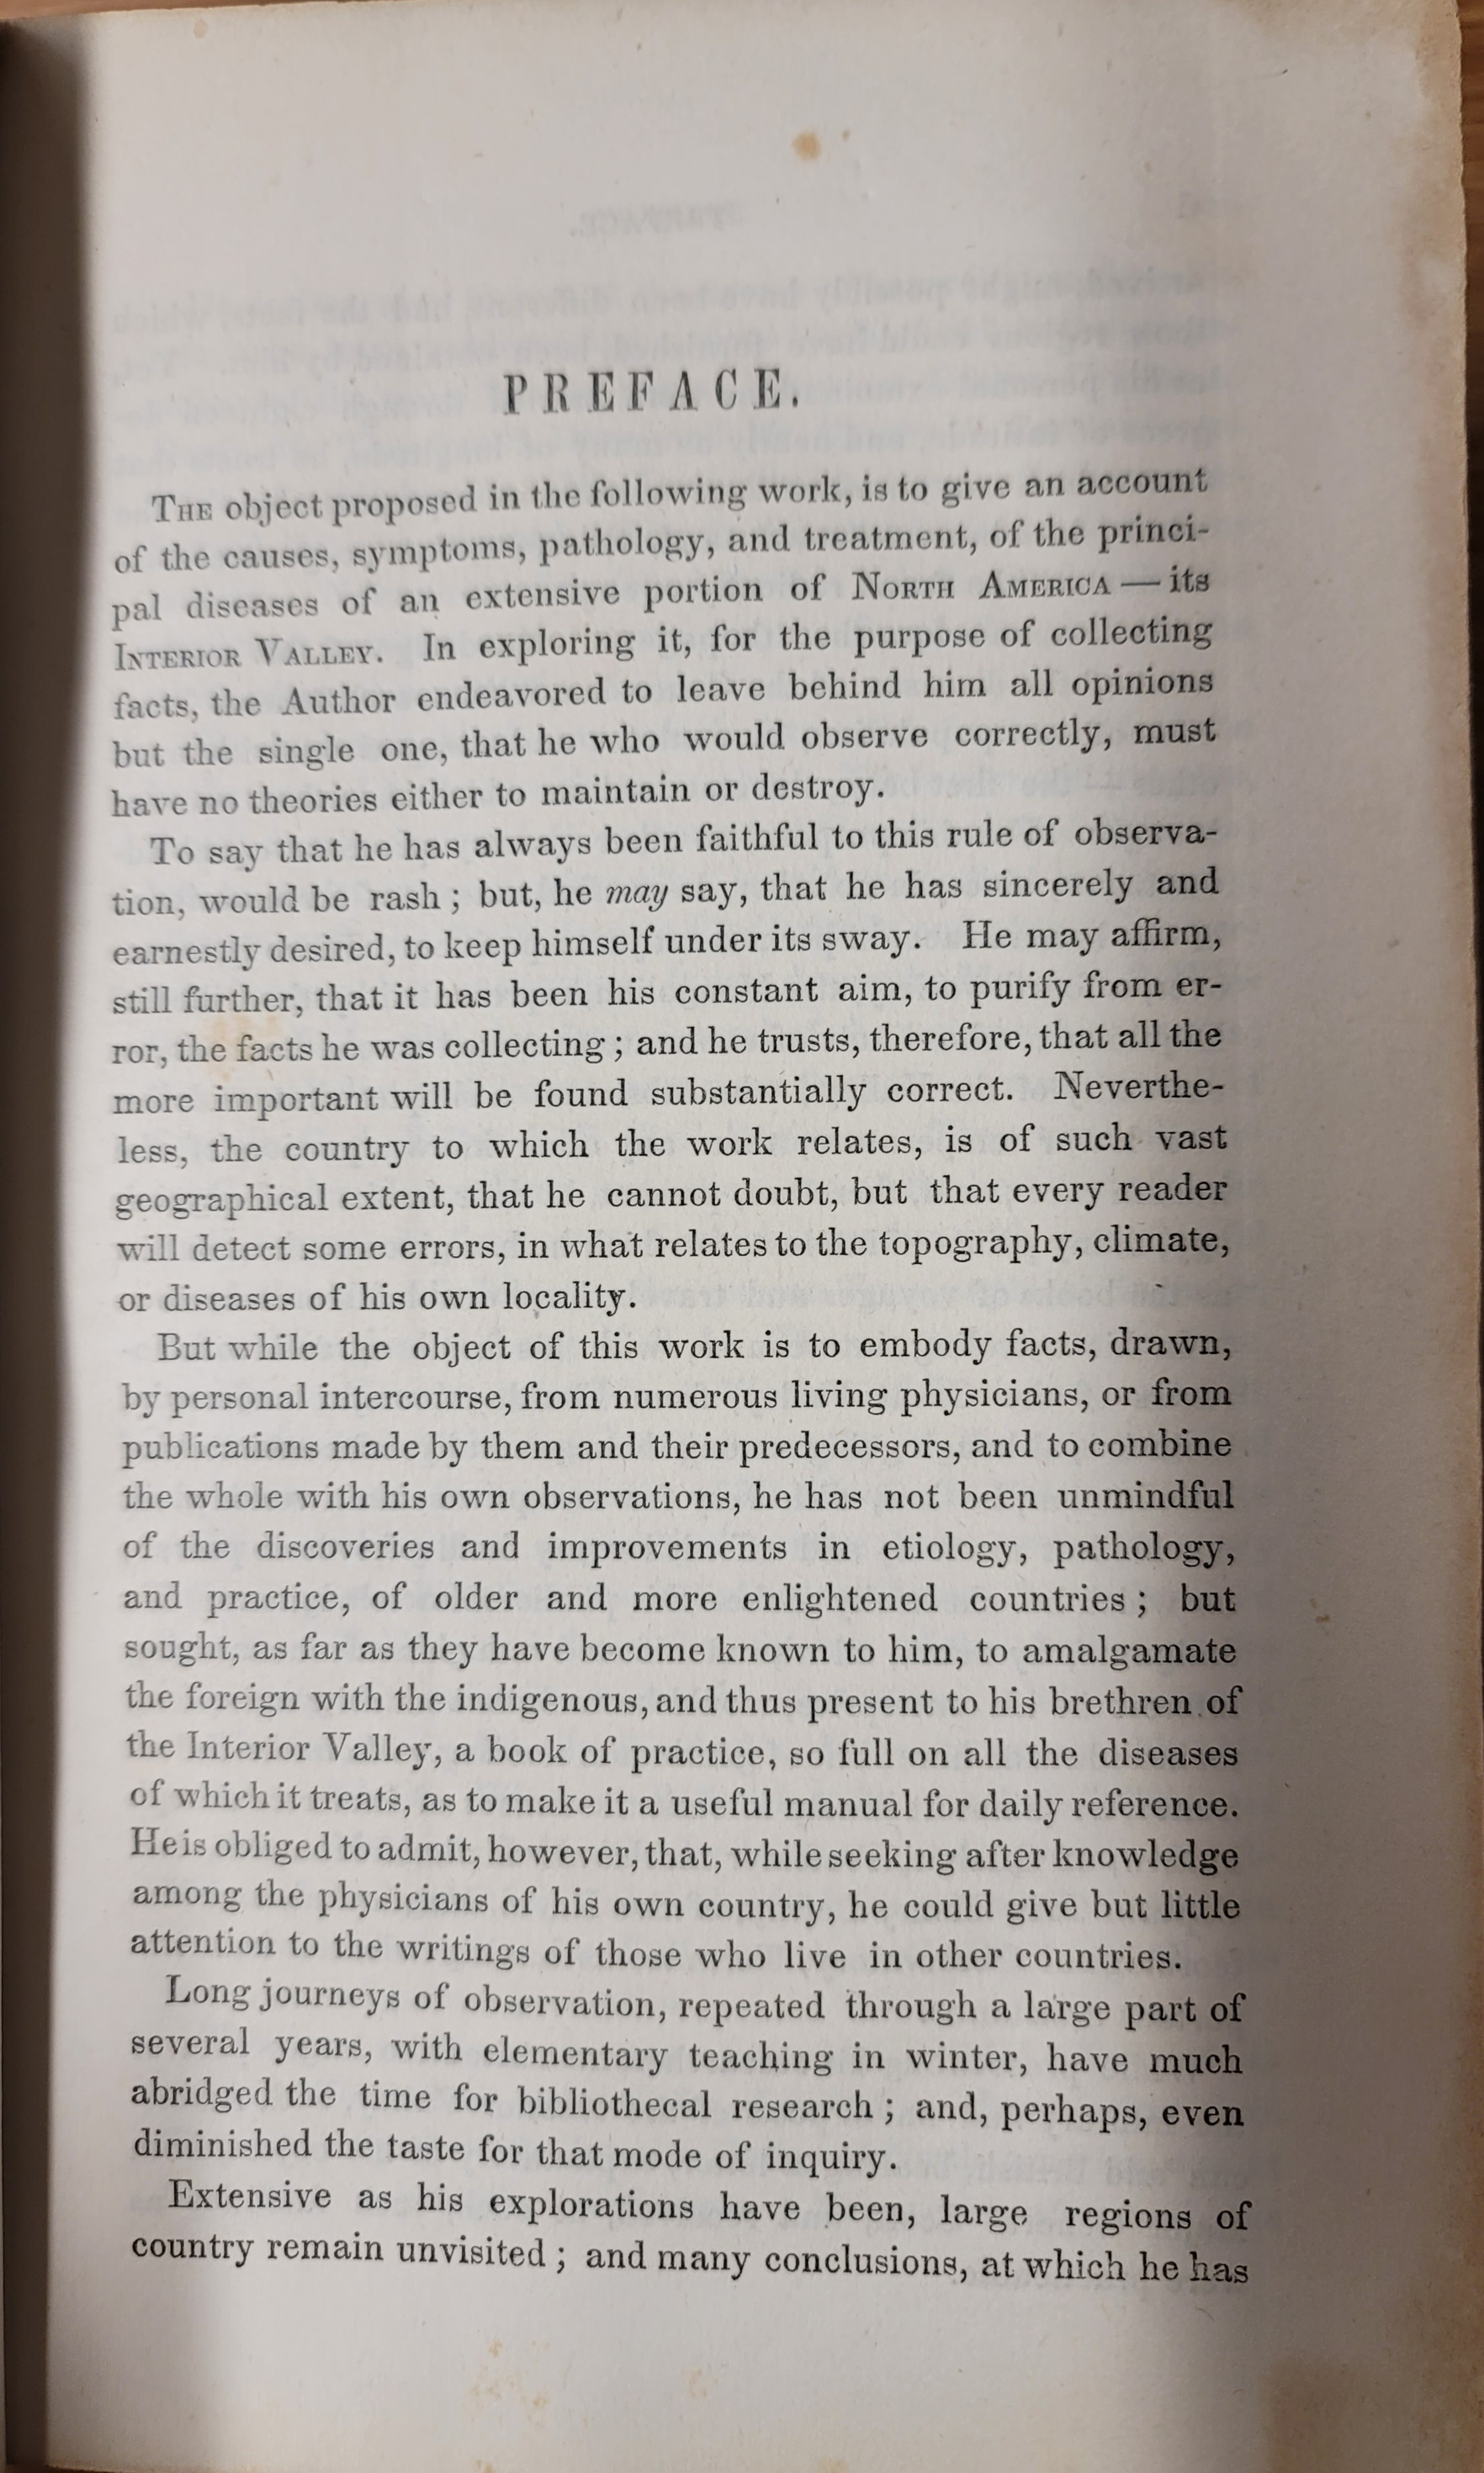 PREFACE.
THE object proposed in the following work, is to give an account
of the causes, symptoms, pathology, and treatment, of the princi-
pal diseases of an extensive portion of NORTH AMERICA — its
INTERIOR VALLEY. In exploring it, for the purpose of collecting
facts, the Author endeavored to leave behind him all opinions
but the single one, that he who would observe correctly, must
have no theories either to maintain or destroy.
To say that he has always been faithful to this rule of observa-
tion, would be rash ; but, he may say, that he has sincerely and
earnestly desired, to keep himself under its sway. He may affirm,
still further, that it has been his constant aim, to purify from er-
ror, the facts he was collecting ; and he trusts, therefore, that all the
more important will be found substantially correct. Neverthe-
less, the country to which the work relates, is of such vast
geographical extent, that he cannot doubt, but that every reader
will detect some errors, in what relates to the topography, climate,
or diseases of his own locality.
But while the object of this work is to embody facts, drawn,
by personal intercourse, from numerous living physicians, or from
publications made by them and their predecessors, and to combine
the whole with his own observations, he has not been unmindful
of the discoveries and improvements in etiology, pathology,
and practice, of older and more enlightened countries ; but
sought, as far as they have become known to him, to amalgamate
the foreign with the indigenous, and thus present to his brethren of
the Interior Valley, a book of practice, so full on all the diseases
of which it treats, as to make it a useful manual for daily reference.
He is obliged to admit, however, that, while seeking after knowledge
among the physicians of his own country, he could give but little
attention to the writings of those who live in other countries.
Long journeys of observation, repeated through a large part of
several years, with elementary teaching in winter, have much
abridged the time for bibliothecal research ; and, perhaps, even
diminished the taste for that mode of inquiry.
Extensive as his explorations have been, large regions of
country remain unvisited ; and many conclusions, at which he has